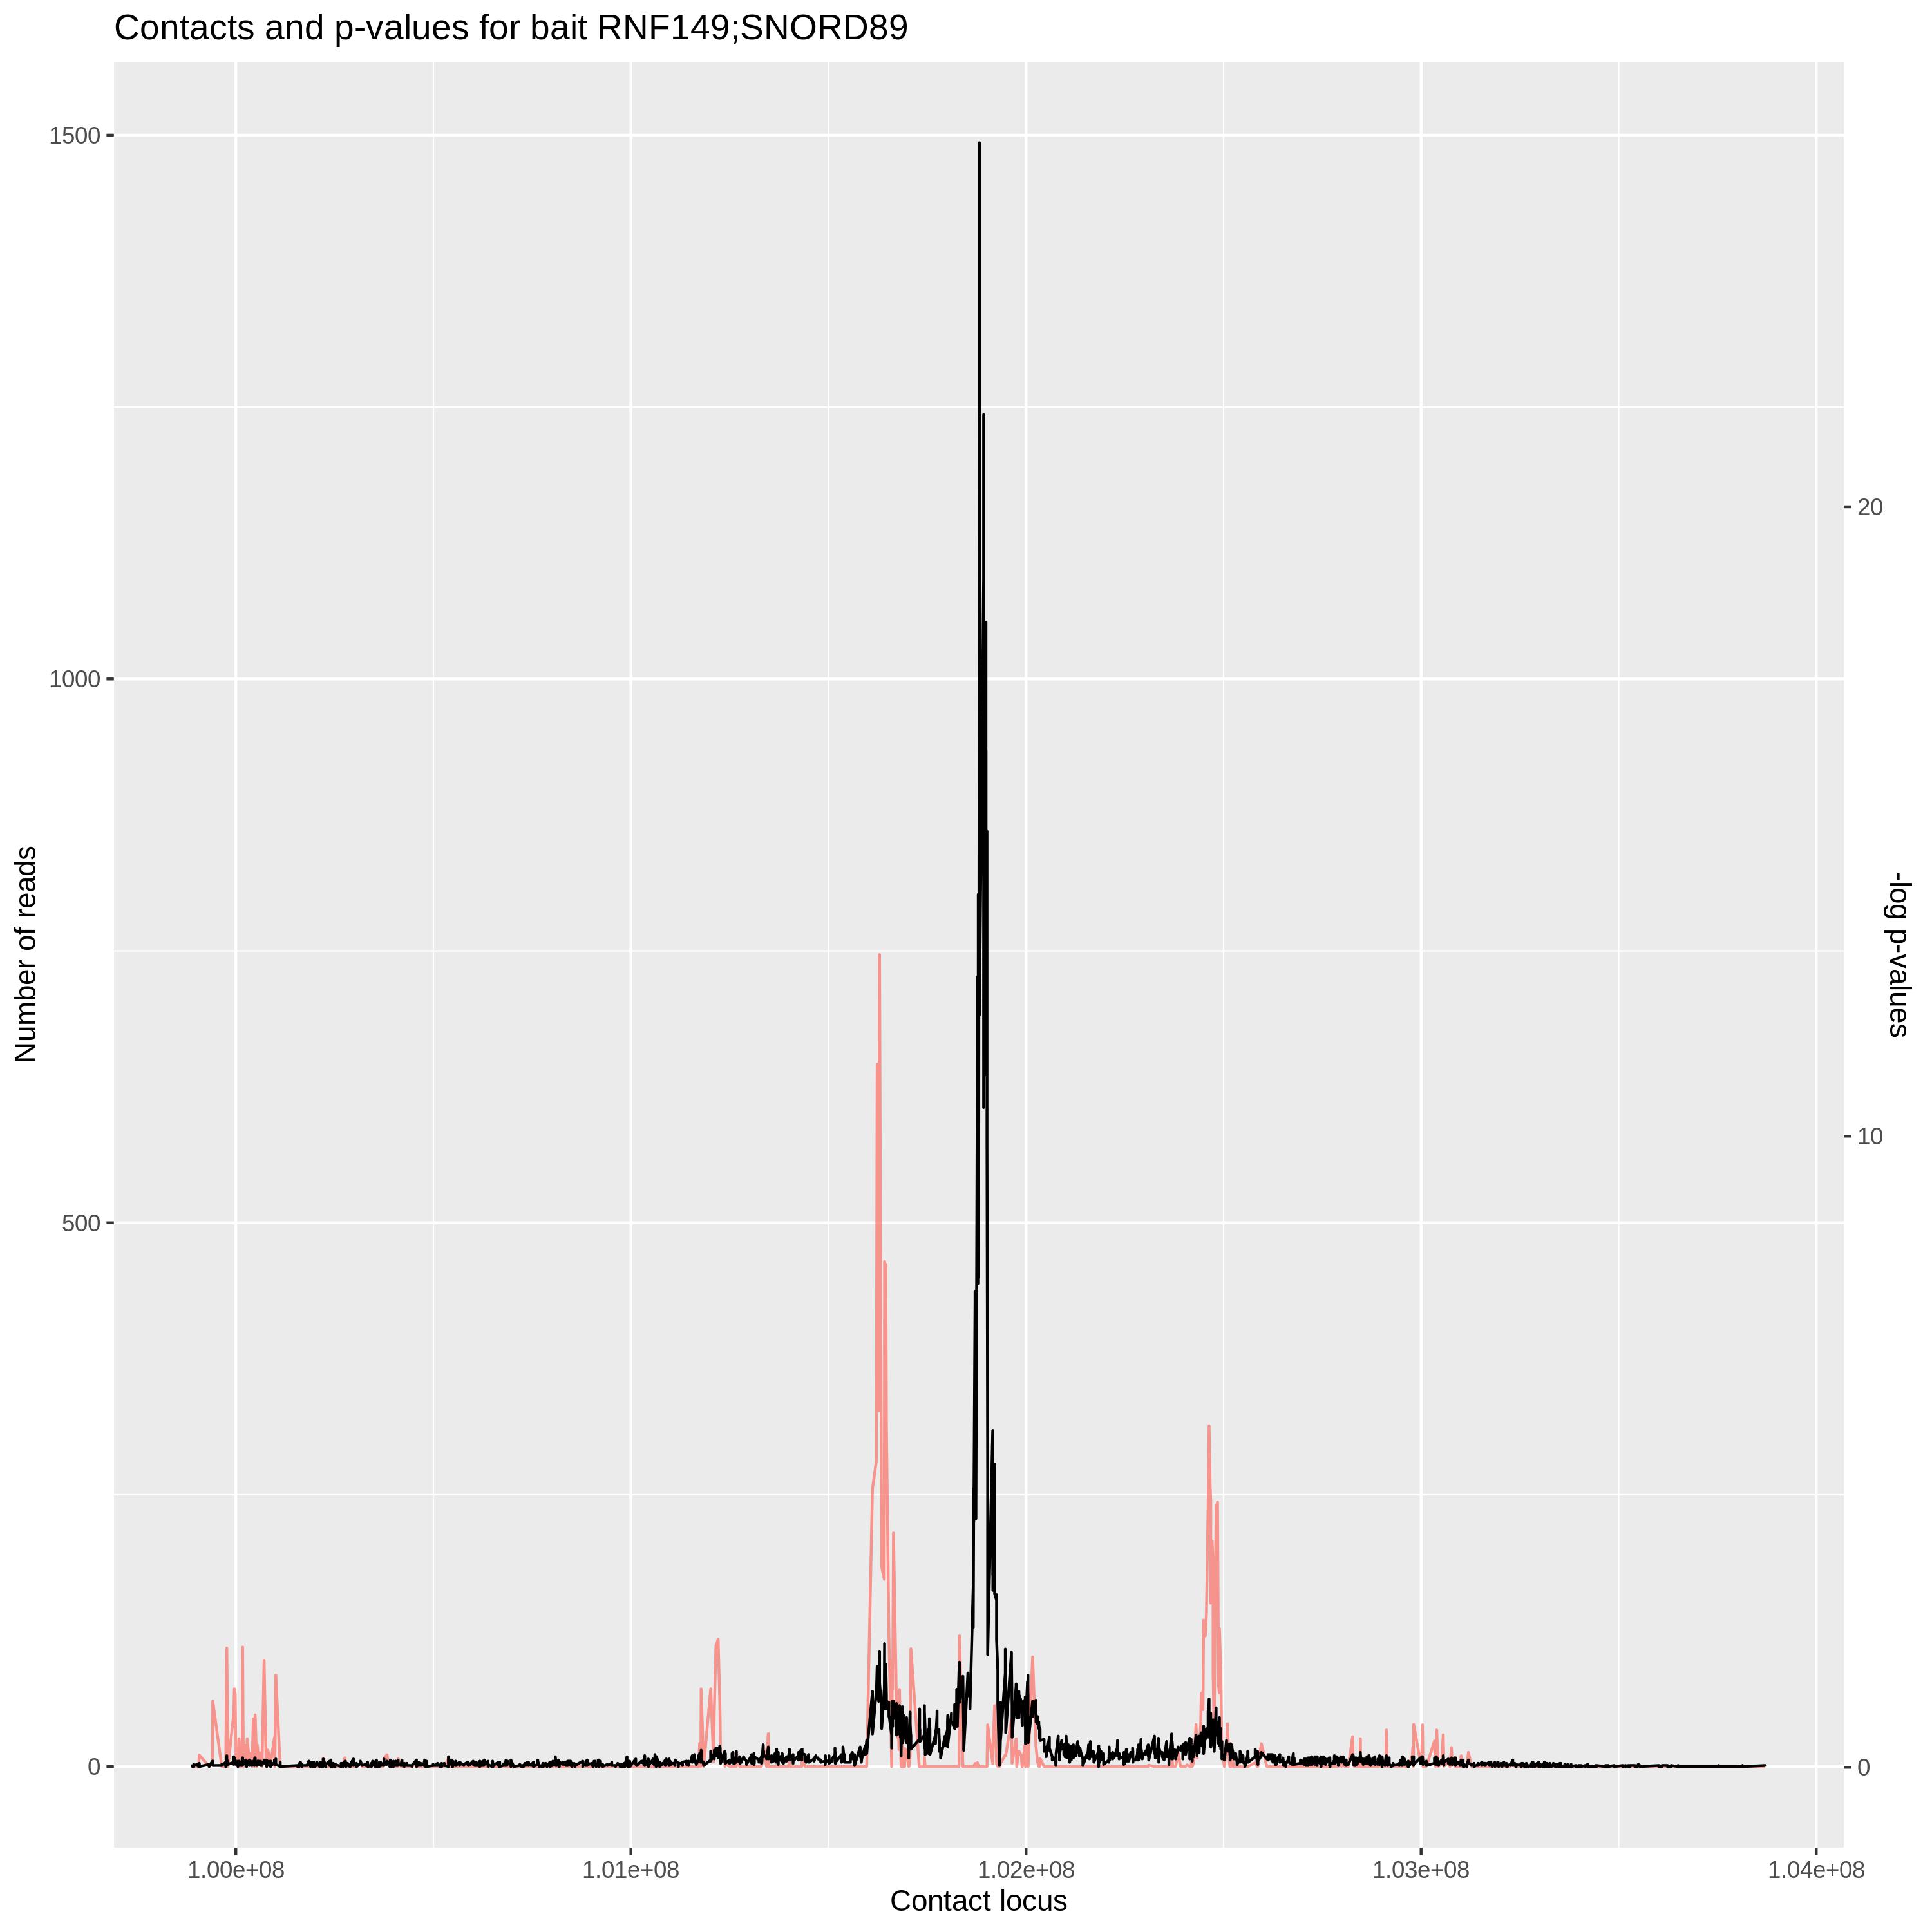 Contacts and p-values for bait RNF149;SNORD89
1500
1000
500
0
Number of reads
20
10
0
-log p-values
1.00e+08
1.01e+08
1.02e+08
1.03e+08
1.04e+08
Contact locus